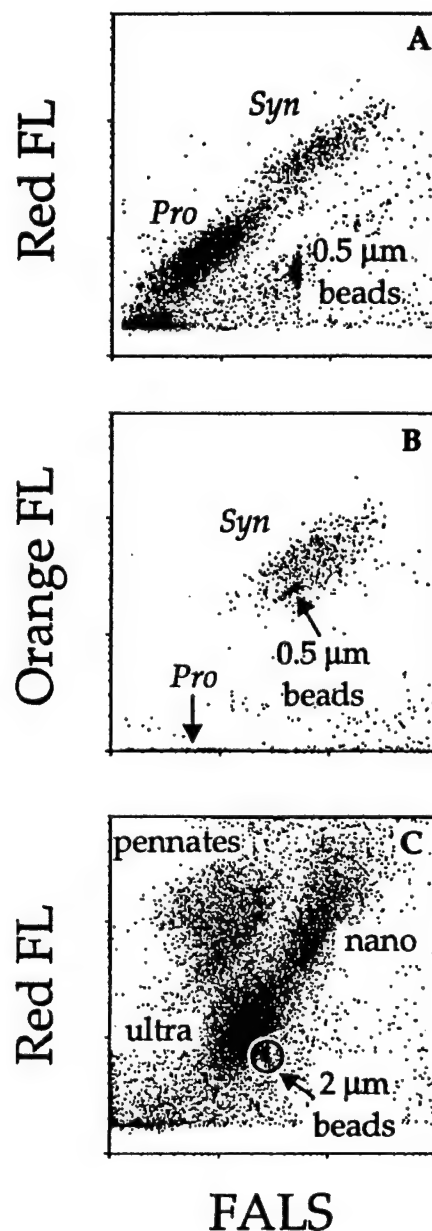 A
Red FL
Syn
Pro
0.5 μm
beads
B
Orange FL
Syn
0.5 μm
beads
Pro
C
Red FL
pennates
nano
ultra
2 μm
beads
FALS